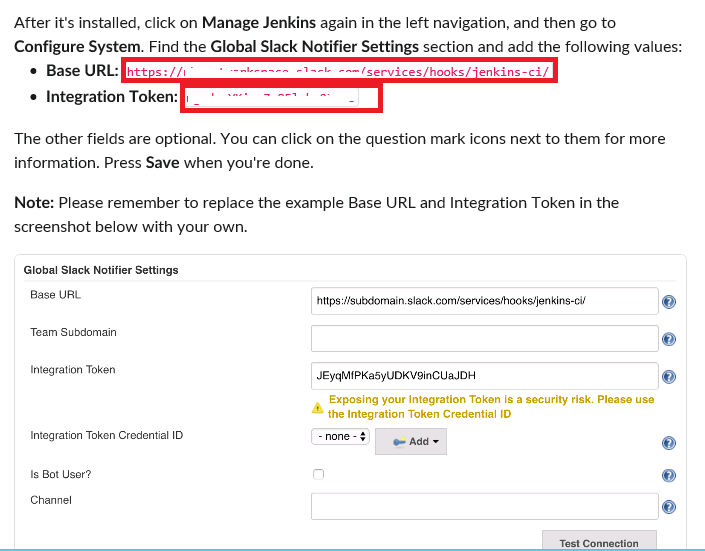 After it's installed, click on Manage Jenkins again in the left navigation, and then go to
Configure System. Find the Global Slack Notifier Settings section and add the following values:
• Base URL: https:// .slack.com/services/hooks/jenkins-ci/
• Integration Token:
The other fields are optional. You can click on the question mark icons next to them for more
information. Press Save when you're done.
Note: Please remember to replace the example Base URL and Integration Token in the
screenshot below with your own.
Global Slack Notifier Settings
Base URL
https://subdomain.slack.com/services/hooks/jenkins-ci/
Team Subdomain
Integration Token
JEyqMfPKa5yUDKV9inCUaJDH
Exposing your Integration Token is a security risk. Please use
the Integration Token Credential ID
Integration Token Credential ID
- none -
Add
Is Bot User?
Channel
Test Connection